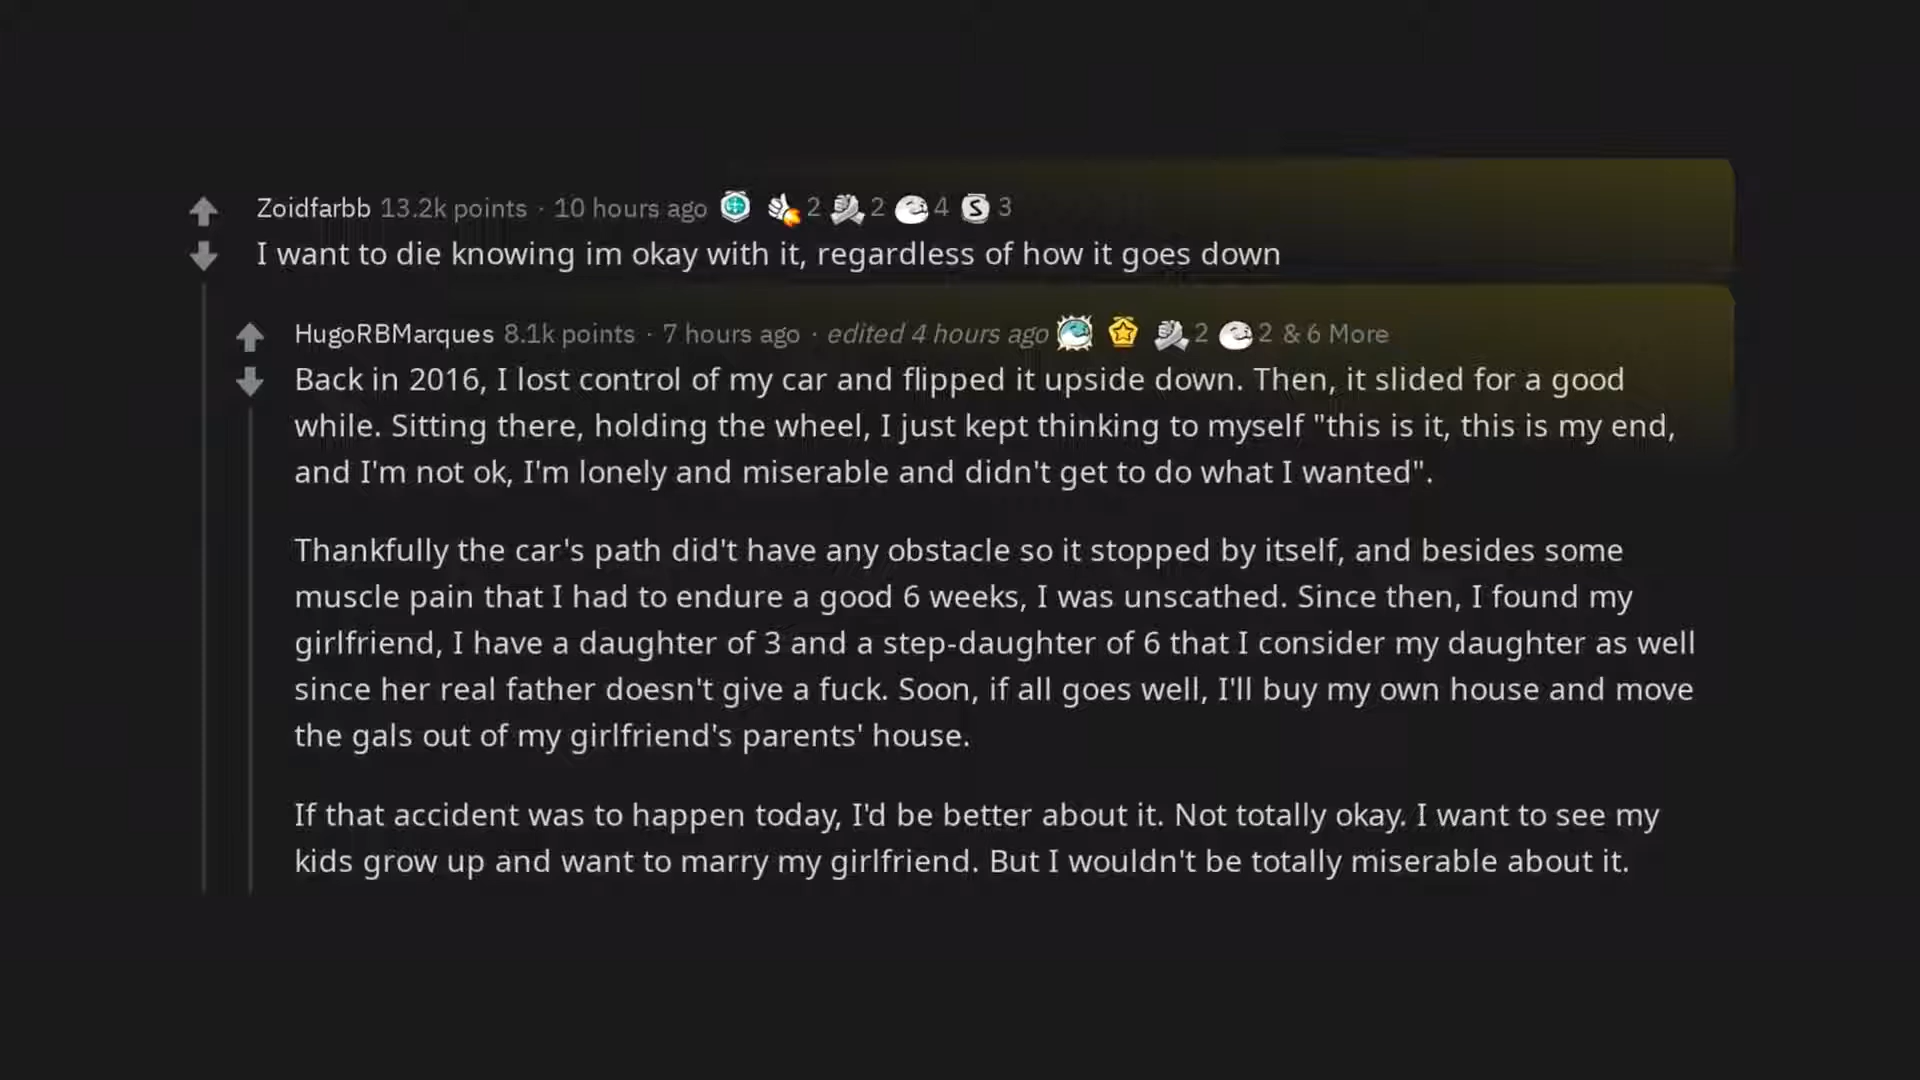 Zoidfarbb 13.2k points · 10 hours ago 2 2 4 S 3
I want to die knowing im okay with it, regardless of how it goes down
HugoRBMarques 8.1k points · 7 hours ago · edited 4 hours ago 2 2 & 6 More
Back in 2016, I lost control of my car and flipped it upside down. Then, it slided for a good
while. Sitting there, holding the wheel, I just kept thinking to myself "this is it, this is my end,
and I'm not ok, I'm lonely and miserable and didn't get to do what I wanted".
Thankfully the car's path did't have any obstacle so it stopped by itself, and besides some
muscle pain that I had to endure a good 6 weeks, I was unscathed. Since then, I found my
girlfriend, I have a daughter of 3 and a step-daughter of 6 that I consider my daughter as well
since her real father doesn't give a fuck. Soon, if all goes well, I'll buy my own house and move
the gals out of my girlfriend's parents' house.
If that accident was to happen today, I'd be better about it. Not totally okay. I want to see my
kids grow up and want to marry my girlfriend. But I wouldn't be totally miserable about it.